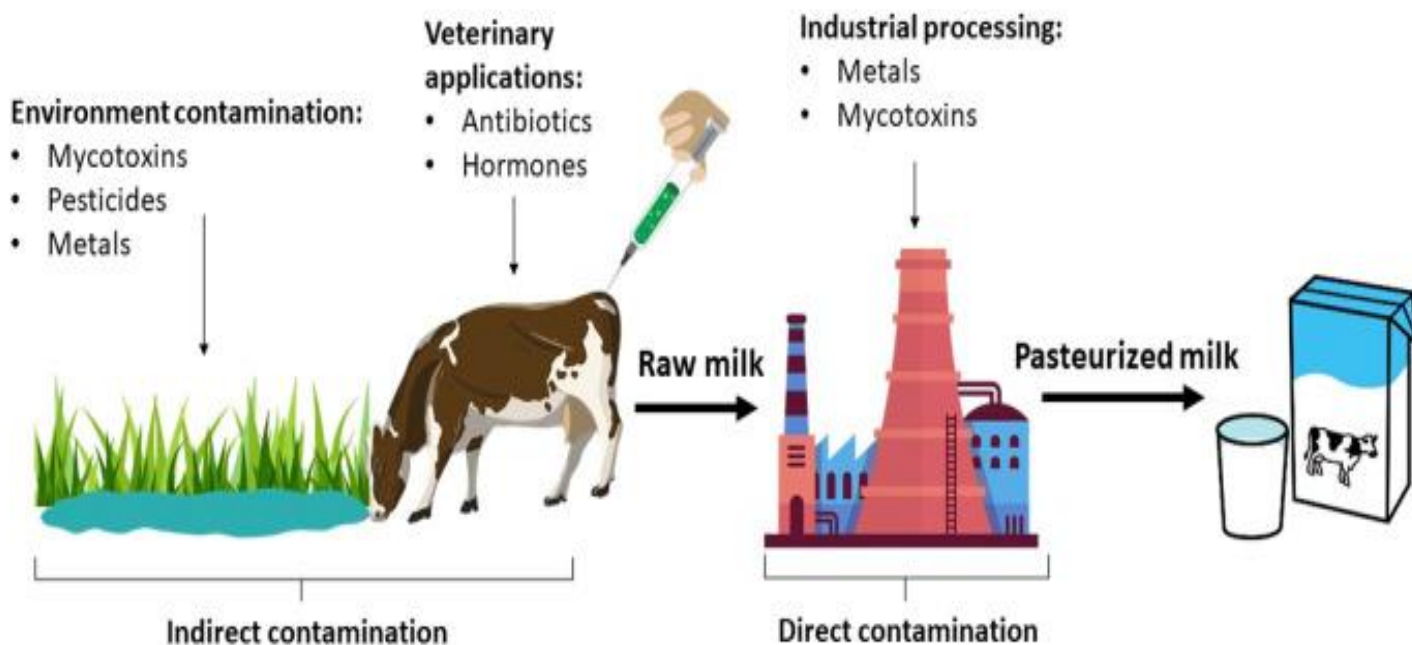 Environment contamination:
• Mycotoxins
• Pesticides
• Metals
Veterinary
applications:
• Antibiotics
• Hormones
Industrial processing:
• Metals
• Mycotoxins
Raw milk
Pasteurized milk
Indirect contamination
Direct contamination